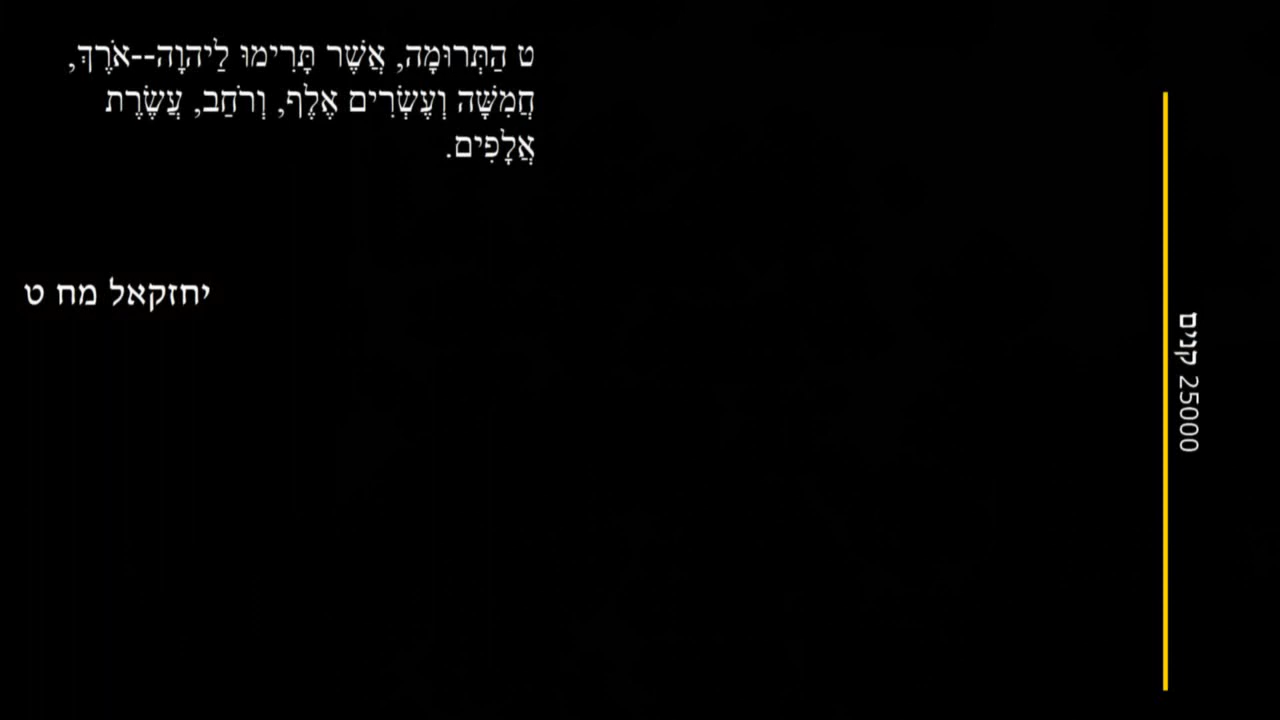 ט הַתְּרוּמָה, אֲשֶׁר תָּרִימוּ לַיהוָה--אֹרֶךְ,
חֲמִשָּׁה וְעֶשְׂרִים אֶלֶף, וְרֹחַב, עֲשֶׂרֶת
אֲלָפִים.
יחזקאל מח ט
25000 קנים